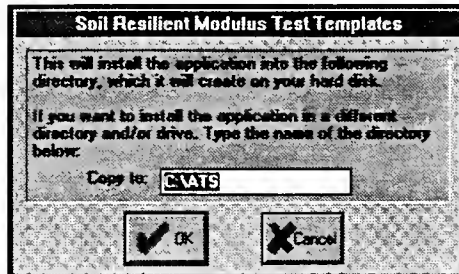 Soil Resilient Modulus Test Templates
This will install the application into the following
directory, which it will create on your hard disk.
If you want to install the application in a different
directory and/or drive. Type the name of the directory
below:
Copy to: C:\ATS
OK
Cancel